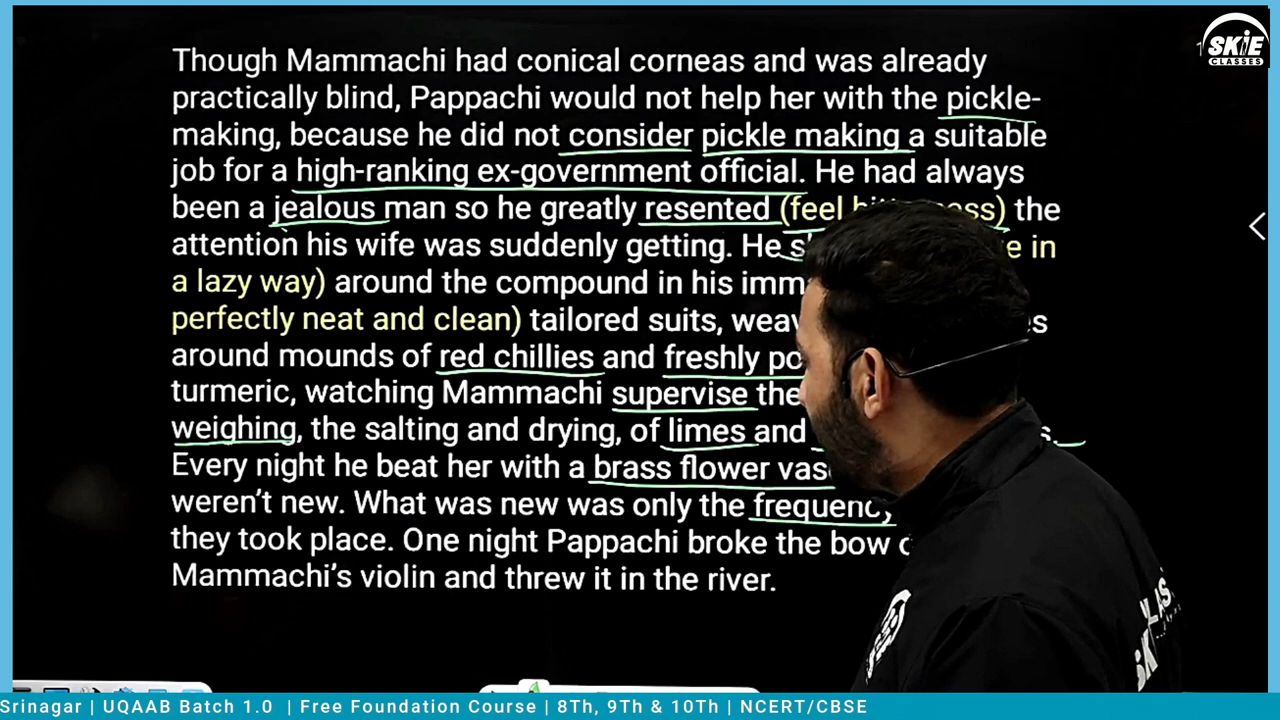 SKIE
CLASSES
Though Mammachi had conical corneas and was already
practically blind, Pappachi would not help her with the pickle-
making, because he did not consider pickle making a suitable
job for a high-ranking ex-government official. He had always
been a jealous man so he greatly resented (feel the
attention his wife was suddenly getting. He in
a lazy way) around the compound in his
perfectly neat and clean) tailored suits,
around mounds of red chillies and freshly
turmeric, watching Mammachi supervise the
weighing, the salting and drying, of limes and
Every night he beat her with a brass flower
weren't new. What was new was only the frequency
they took place. One night Pappachi broke the bow
Mammachi's violin and threw it in the river.
Srinagar | UQAAB Batch 1.0 | Free Foundation Course | 8Th, 9Th & 10Th | NCERT/CBSE